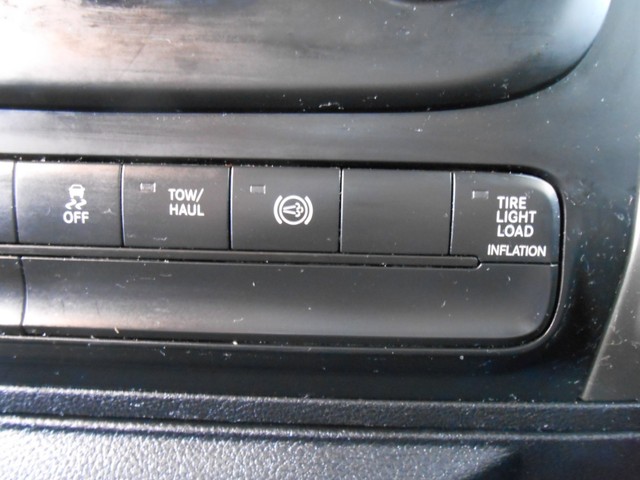 OFF
TOW/
HAUL
TIRE
LIGHT
LOAD
INFLATION